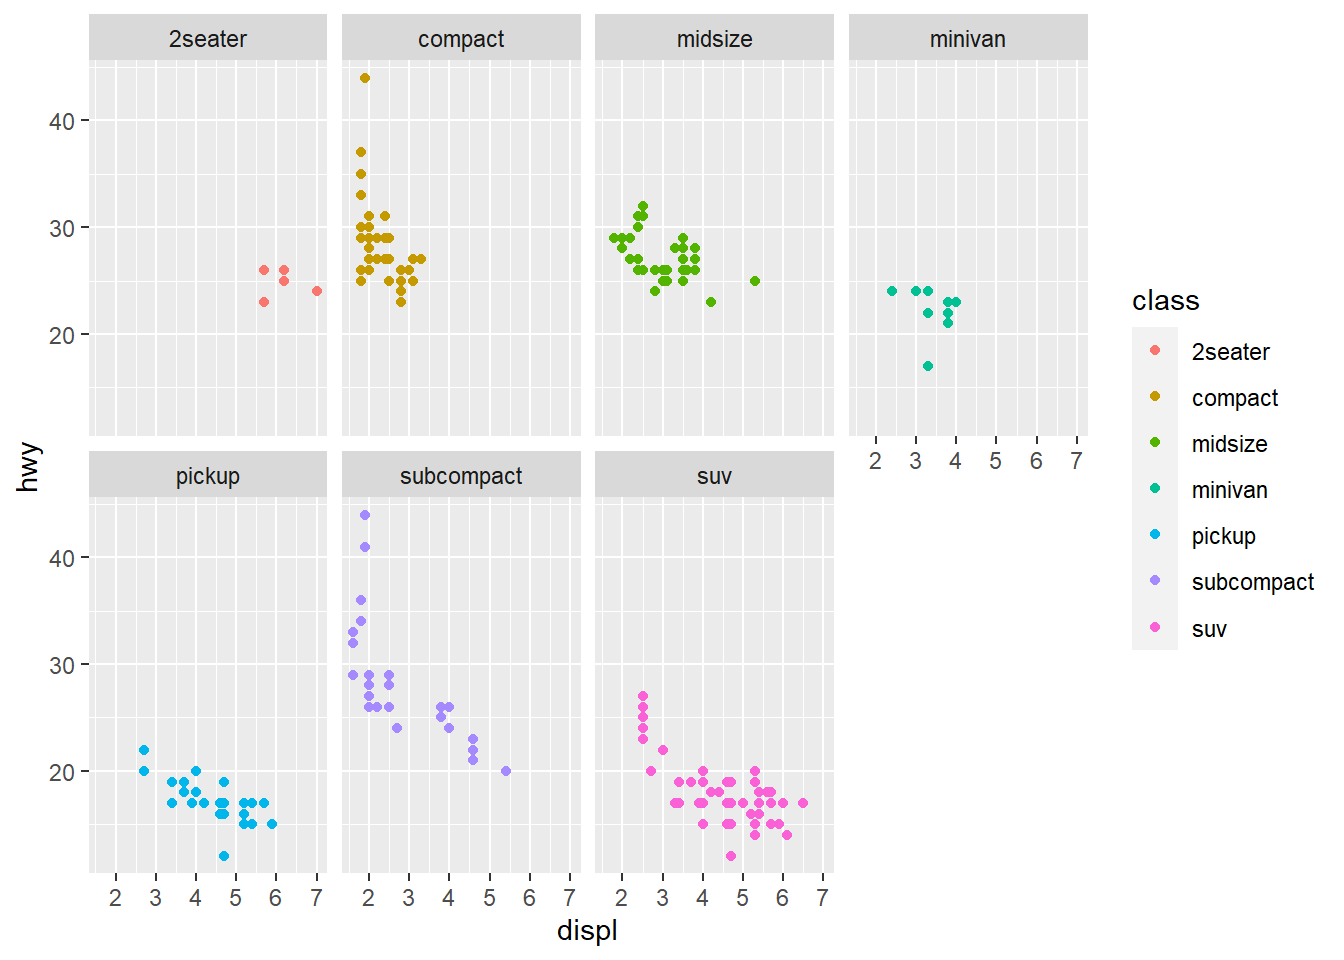 2seater compact midsize minivan
40
30
20
2 3 4 5 6 7
hwy
pickup subcompact suv
40
30
20
2 3 4 5 6 7 2 3 4 5 6 7 2 3 4 5 6 7
displ
class
2seater
compact
midsize
minivan
pickup
subcompact
suv